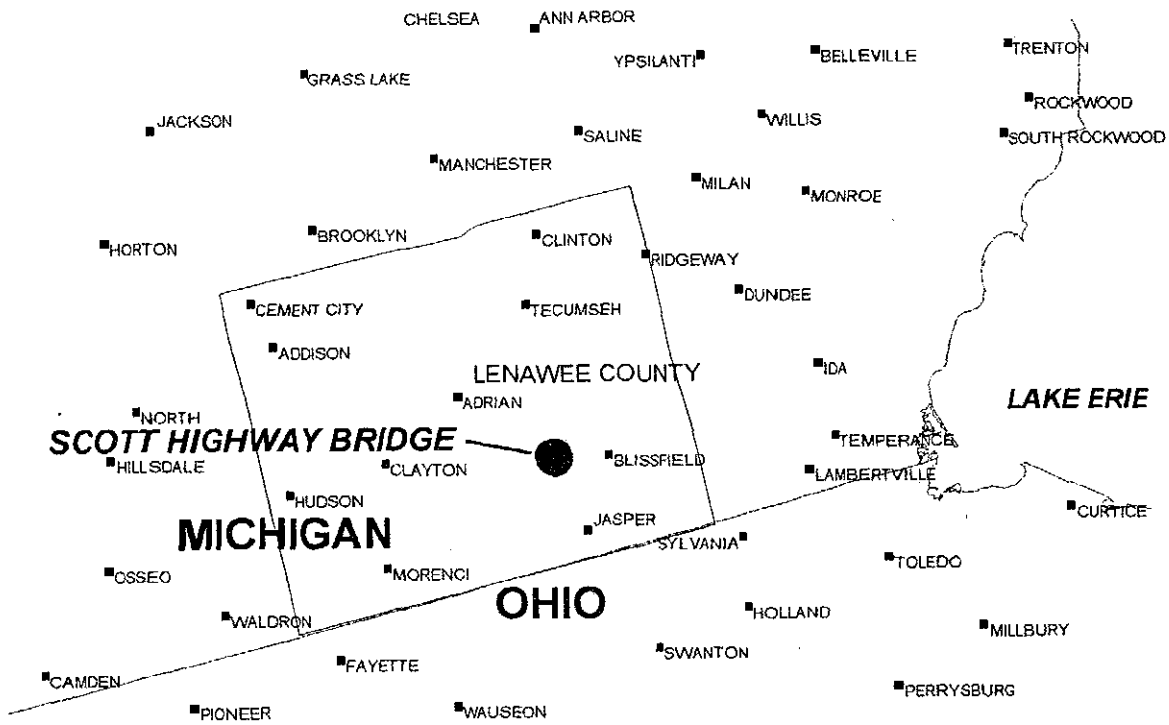 CHELSEA
ANN ARBOR
YPSILANTI
BELLEVILLE
TRENTON
GRASS LAKE
ROCKWOOD
JACKSON
WILLIS
SALINE
SOUTH ROCKWOOD
MANCHESTER
MILAN
MONROE
HORTON
BROOKLYN
CLINTON
RIDGEWAY
CEMENT CITY
TECUMSEH
DUNDEE
ADDISON
LENAWEE COUNTY
IDA
ADRIAN
LAKE ERIE
NORTH
SCOTT HIGHWAY BRIDGE
TEMPERANCE
HILLSDALE
CLAYTON
BLISSFIELD
LAMBERTVILLE
HUDSON
CURTICE
MICHIGAN
JASPER
SYLVANIA
TOLEDO
OSSEO
MORENCI
OHIO
HOLLAND
WALDRON
MILLBURY
SWANTON
FAYETTE
CAMDEN
PERRYSBURG
PIONEER
WAUSEON